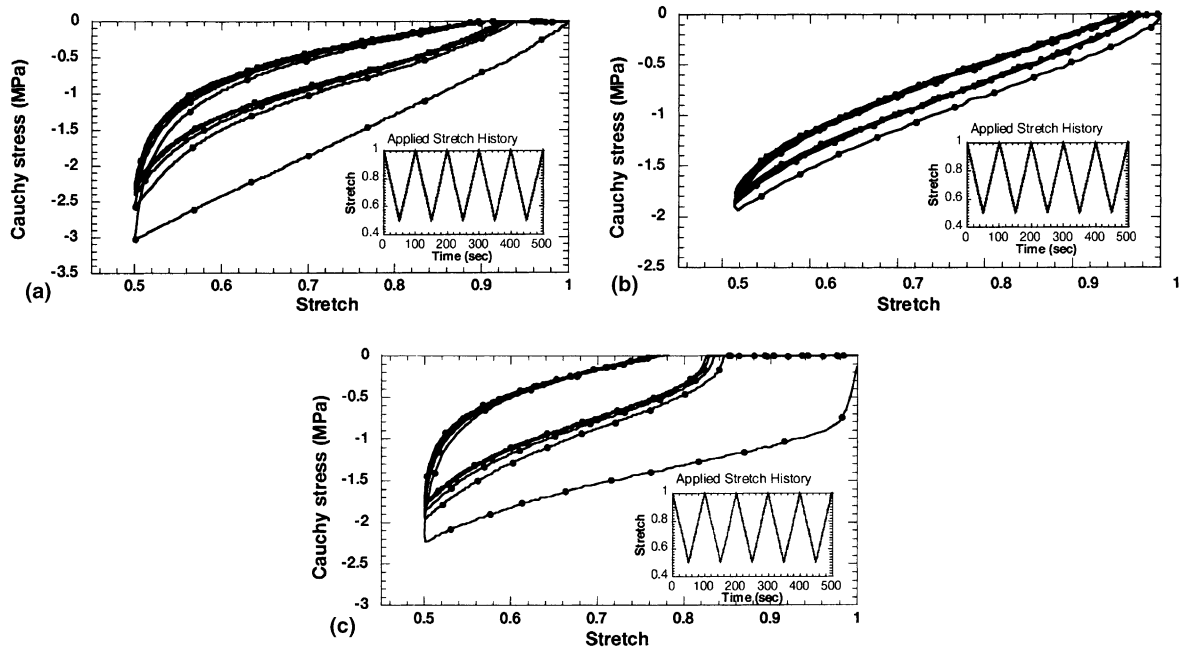 0
-0.5
-1
-1.5
-2
-2.5
-3
-3.5
Cauchy stress (MPa)
0.5 0.6 0.7 0.8 0.9 1
Stretch
(a)
Applied Stretch History
1
0.8
0.6
0.4
Stretch
0 100 200 300 400 500
Time (sec)
0
-0.5
-1
-1.5
-2
-2.5
Cauchy stress (MPa)
0.5 0.6 0.7 0.8 0.9 1
Stretch
(b)
Applied Stretch History
1
0.8
0.6
0.4
Stretch
0 100 200 300 400 500
Time (sec)
0
-0.5
-1
-1.5
-2
-2.5
-3
Cauchy stress (MPa)
0.5 0.6 0.7 0.8 0.9 1
Stretch
(c)
Applied Stretch History
1
0.8
0.6
0.4
Stretch
0 100 200 300 400 500
Time (sec)